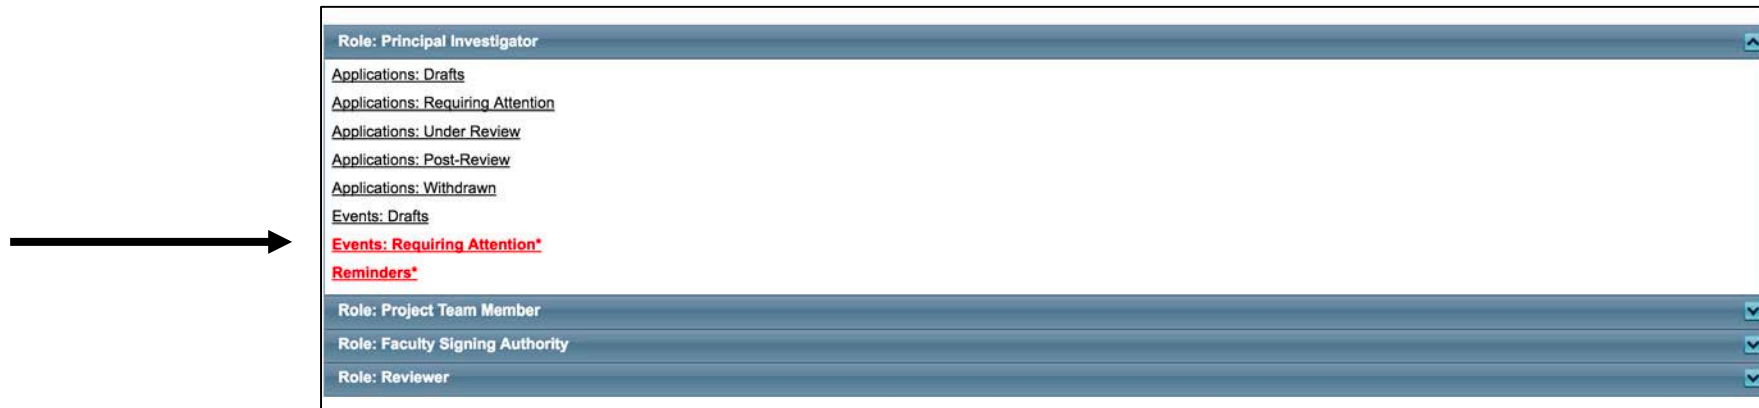 Role: Principal Investigator
Applications: Drafts
Applications: Requiring Attention
Applications: Under Review
Applications: Post-Review
Applications: Withdrawn
Events: Drafts
Events: Requiring Attention*
Reminders*
Role: Project Team Member
Role: Faculty Signing Authority
Role: Reviewer